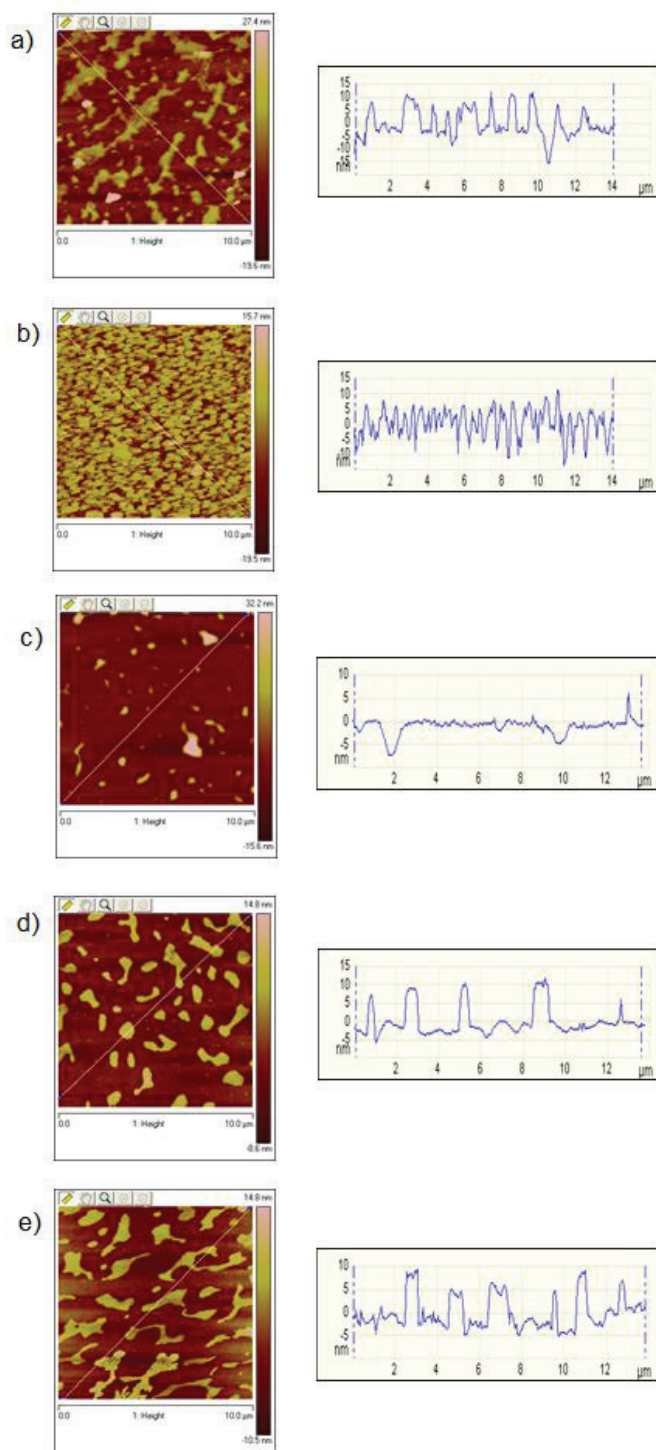 a)
27.4 nm
0.0 1: Height 10.0 µm
-19.6 nm
15
10
5
0
-5
-10
-15
nm
2 4 6 8 10 12 14 µm
b)
15.7 nm
0.0 1: Height 10.0 µm
-19.5 nm
15
10
5
0
-5
-10
nm
2 4 6 8 10 12 14 µm
c)
32.2 nm
0.0 1: Height 10.0 µm
-15.6 nm
10
5
0
-5
nm
2 4 6 8 10 12 µm
d)
14.8 nm
0.0 1: Height 10.0 µm
-8.6 nm
15
10
5
0
-5
nm
2 4 6 8 10 12 µm
e)
14.9 nm
0.0 1: Height 10.0 µm
-10.5 nm
10
5
0
-5
nm
2 4 6 8 10 12 µm